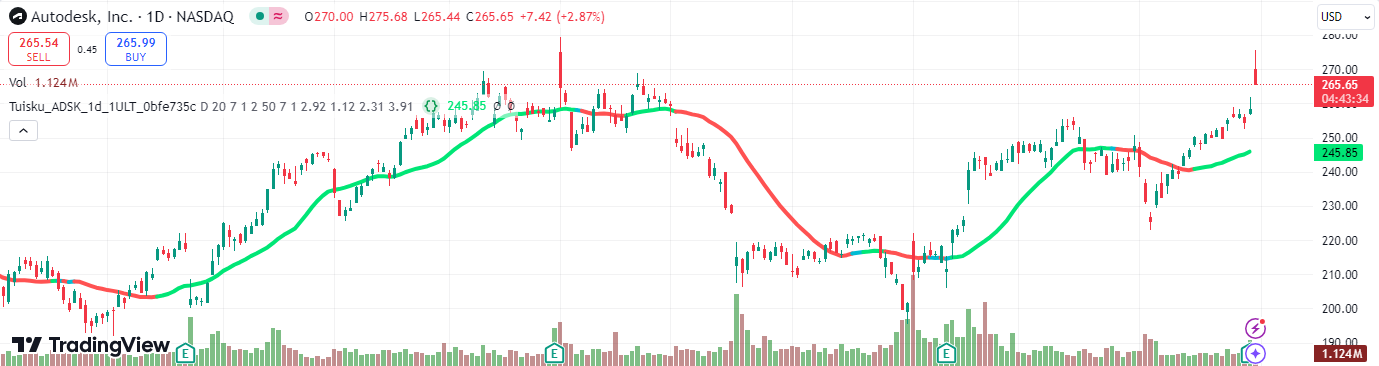 Autodesk, Inc. · 1D · NASDAQ O270.00 H275.68 L265.44 C265.65 +7.42 (+2.87%)
USD
265.54 SELL 0.45 265.99 BUY
Vol 1.124M
Tuisku_ADSK_1d_1ULT_0bfe735c D 20 7 1 2 50 7 1 2.92 1.12 2.31 3.91 {} 245.85 Ø Ø
280.00
270.00
265.65
04:43:34
250.00
245.85
240.00
230.00
220.00
210.00
200.00
190.00
1.124M
TradingView
E E E